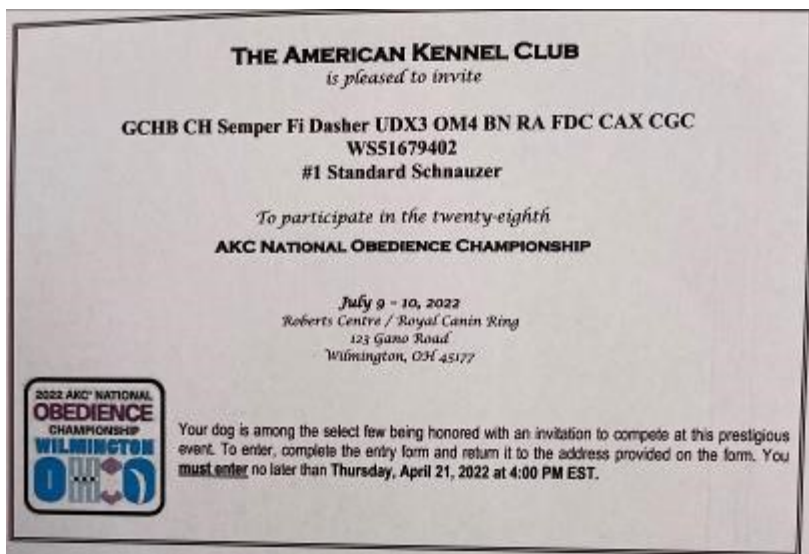 THE AMERICAN KENNEL CLUB
is pleased to invite
GCHB CH Semper Fi Dasher UDX3 OM4 BN RA FDC CAX CGC
WS51679402
#1 Standard Schnauzer
To participate in the twenty-eighth
AKC NATIONAL OBEDIENCE CHAMPIONSHIP
July 9 - 10, 2022
Roberts Centre / Royal Canin Ring
123 Gano Road
Wilmington, OH 45177
2022 AKC® NATIONAL
OBEDIENCE
CHAMPIONSHIP
WILMINGTON
OHIO
Your dog is among the select few being honored with an invitation to compete at this prestigious
event. To enter, complete the entry form and return it to the address provided on the form. You
must enter no later than Thursday, April 21, 2022 at 4:00 PM EST.